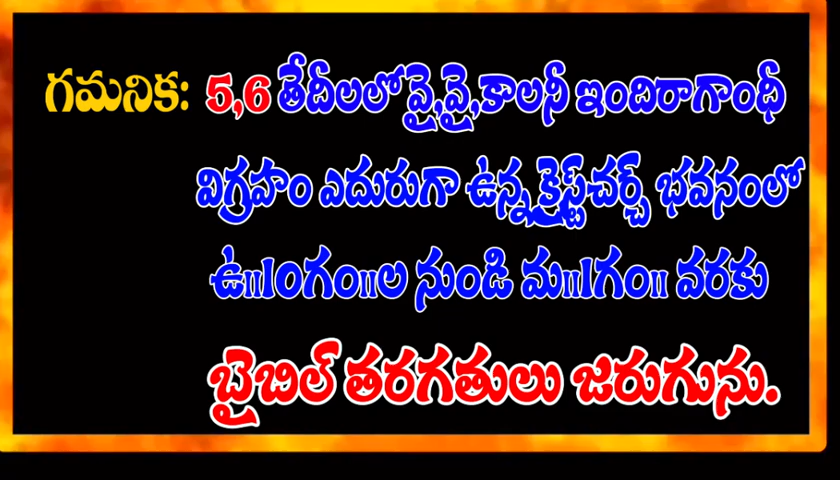 గమనిక: 5,6 తేదీలలో వై,వై,కాలనీ ఇందిరాగాంధీ
విగ్రహం ఎదురుగా ఉన్న క్రైస్ట్‌చర్చ్ భవనంలో
ఉ॥10గం॥ల నుండి మ॥1గం॥ వరకు
బైబిల్ తరగతులు జరుగును.